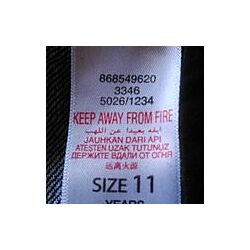 868549620
3346
5026/1234
KEEP AWAY FROM FIRE
ابقه بعيدا عن اللهب
JAUHKAN DARI API
ATESTEN UZAK TUTUNUZ
ДЕРЖИТЕ ВДАЛИ ОТ ОГНЯ
远离火源
SIZE 11
YEARS